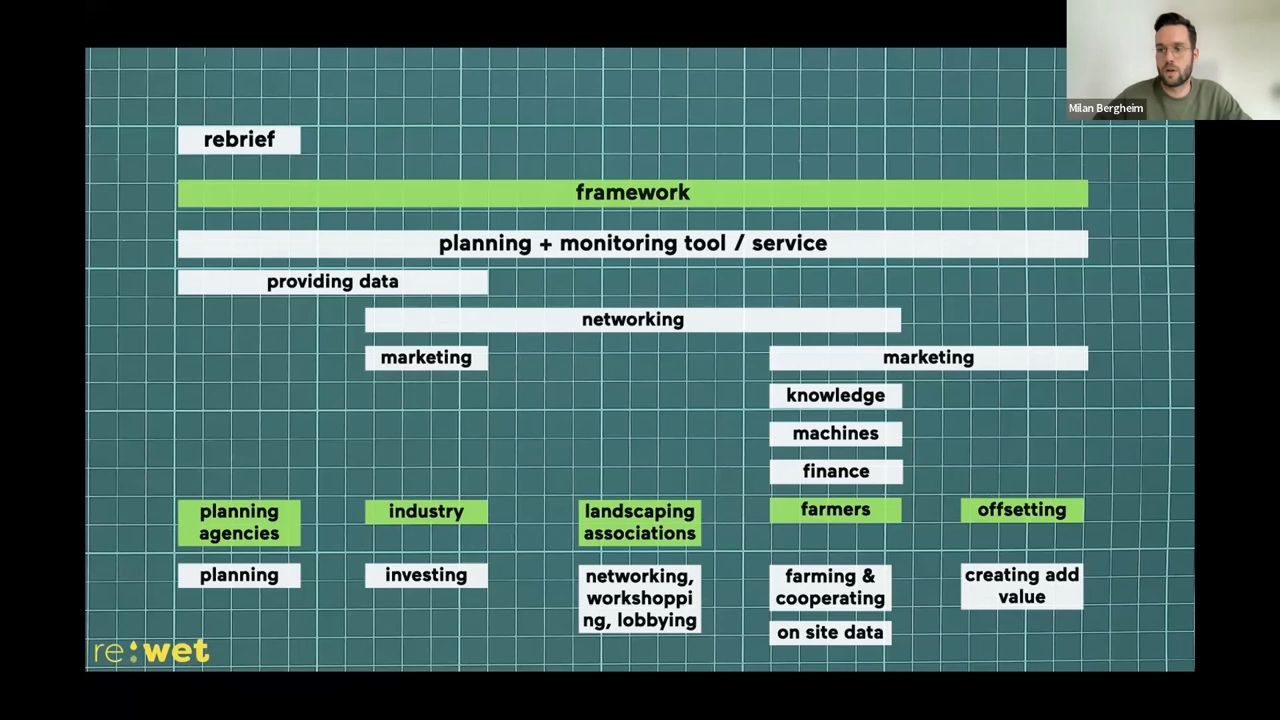 Milan Bergheim
rebrief
framework
planning + monitoring tool / service
providing data
networking
marketing
marketing
knowledge
machines
finance
planning
agencies
industry
landscaping
associations
farmers
offsetting
planning
investing
networking,
workshoppi
ng, lobbying
farming &
cooperating
creating add
value
on site data
re:wet